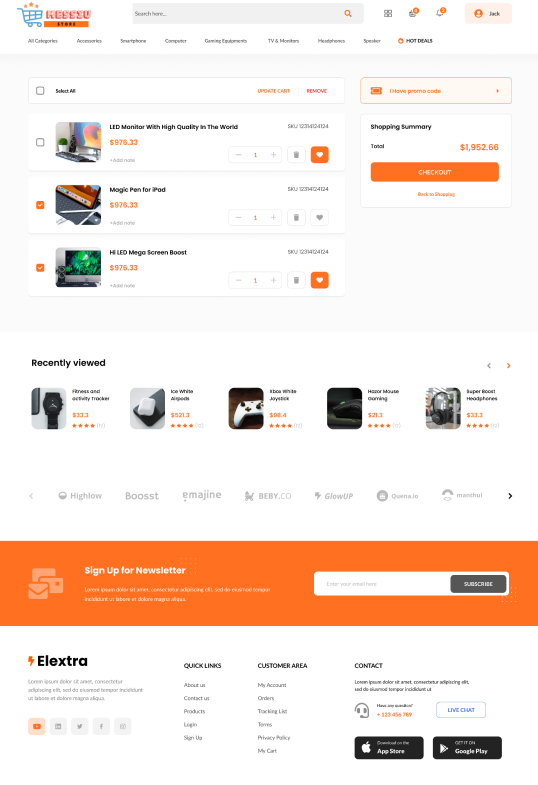 MESSZU
STORE
Search here...
4
2
Jack
All Categories
Accessories
Smartphone
Computer
Gaming Equipments
TV & Monitors
Headphones
Speaker
HOT DEALS
Select All
UPDATE CART
REMOVE
I Have promo code
LED Monitor With High Quality In The World
SKU 12314124124
$976.33
+Add note
1
Magic Pen for iPad
SKU 12314124124
$976.33
+Add note
1
Hi LED Mega Screen Boost
SKU 12314124124
$976.33
+Add note
1
Shopping Summary
Total
$1,952.66
CHECKOUT
Back to Shopping
Recently viewed
Fitness and
activity Tracker
$33.3
(12)
Ice White
Airpods
$521.3
(12)
Xbox White
Joystick
$98.4
(12)
Hazor Mouse
Gaming
$21.3
(12)
Super Boost
Headphones
$33.3
(12)
Highlow
Boosst
emajine
BEBY.CO
GlowUP
Quenu.io
manthul
Sign Up for Newsletter
Lorem ipsum dolor sit amet, consectetur adipiscing elit, sed do eiusmod tempor
incididunt ut labore et dolore magna aliqua.
Enter your email here
SUBSCRIBE
Elextra
Lorem ipsum dolor sit amet, consectetur
adipiscing elit, sed do eiusmod tempor incididunt
ut labore et dolore magna aliqua.
QUICK LINKS
About us
Contact us
Products
Login
Sign Up
CUSTOMER AREA
My Account
Orders
Tracking List
Terms
Privacy Policy
My Cart
CONTACT
Lorem ipsum dolor sit amet, consectetur adipiscing elit,
sed do eiusmod tempor incididunt ut
Have any question?
+ 123 456 789
LIVE CHAT
Download on the
App Store
GET IT ON
Google Play